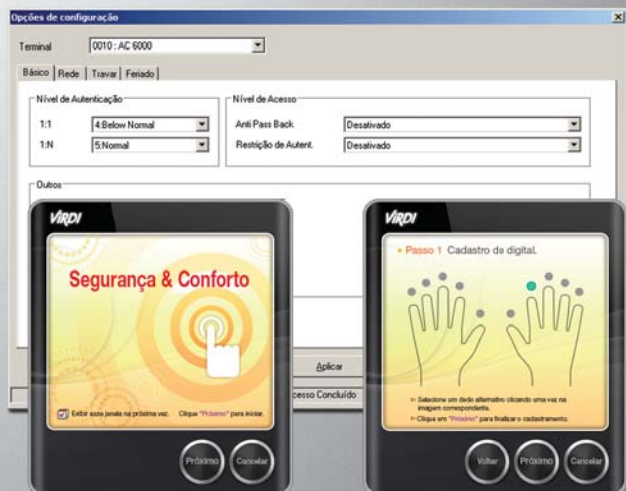 Opções de configuração
Terminal
0010 : AC 6000
Básico
Rede
Travar
Feriado
Nível de Autenticação
1:1
4:Below Normal
1:N
5:Normal
Nível de Acesso
Anti Pass Back
Desativado
Restrição de Autent.
Desativado
Outros
Aplicar
cesso Concluído
ViRDI
Segurança & Conforto
Exibir essa janela na próxima vez.
Clique "Próximo" para iniciar.
Próximo
Cancelar
ViRDI
Passo 1 Cadastro de digital.
Selecione um dedo alternativo clicando uma vez na
imagem correspondente.
Clique em "Próximo" para finalizar o cadastramento.
Voltar
Próximo
Cancelar